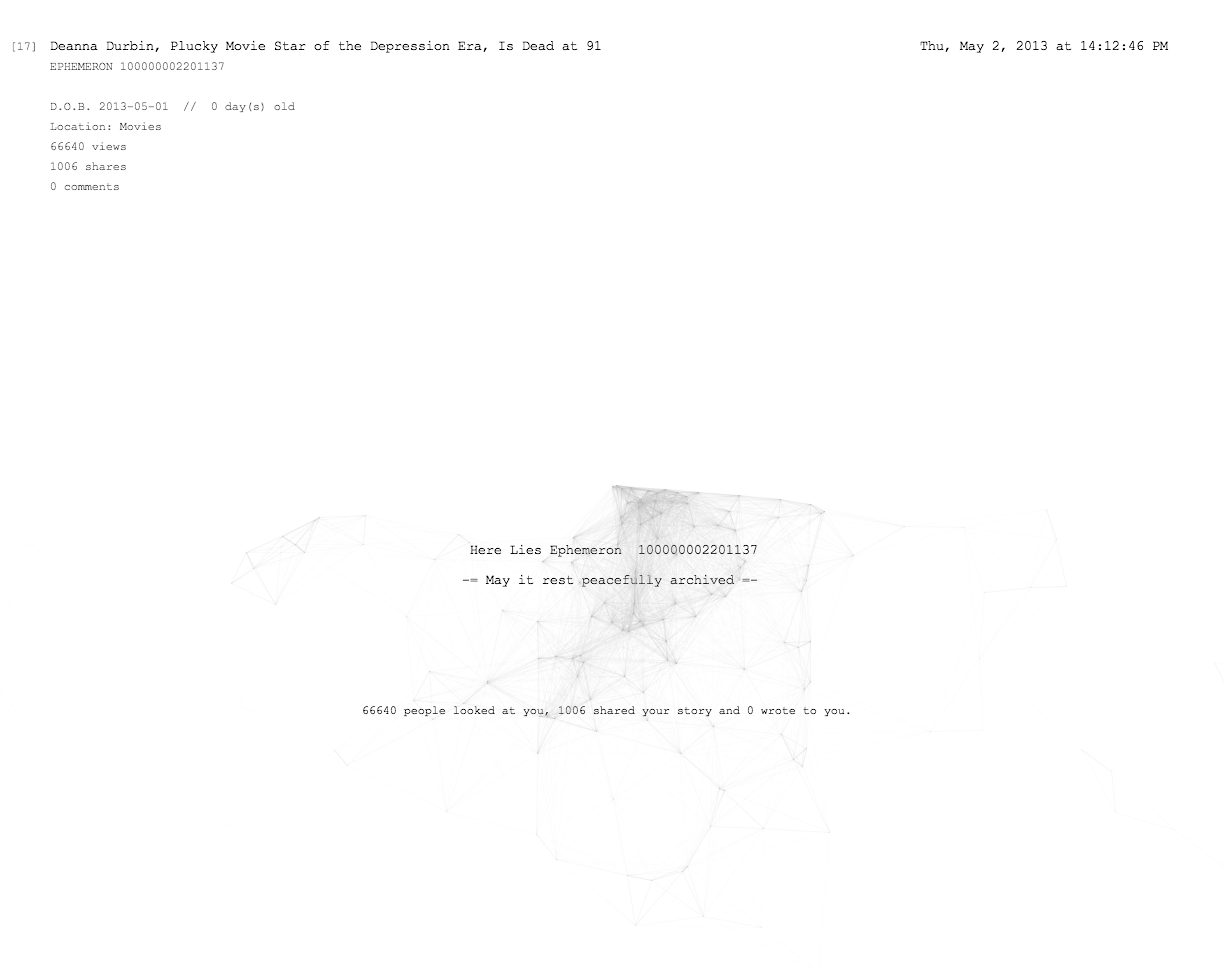 [17] Deanna Durbin, Plucky Movie Star of the Depression Era, Is Dead at 91 Thu, May 2, 2013 at 14:12:46 PM
EPHEMERON 100000002201137
D.O.B. 2013-05-01 // 0 day(s) old
Location: Movies
66640 views
1006 shares
0 comments
Here Lies Ephemeron 100000002201137
-= May it rest peacefully archived =-
66640 people looked at you, 1006 shared your story and 0 wrote to you.